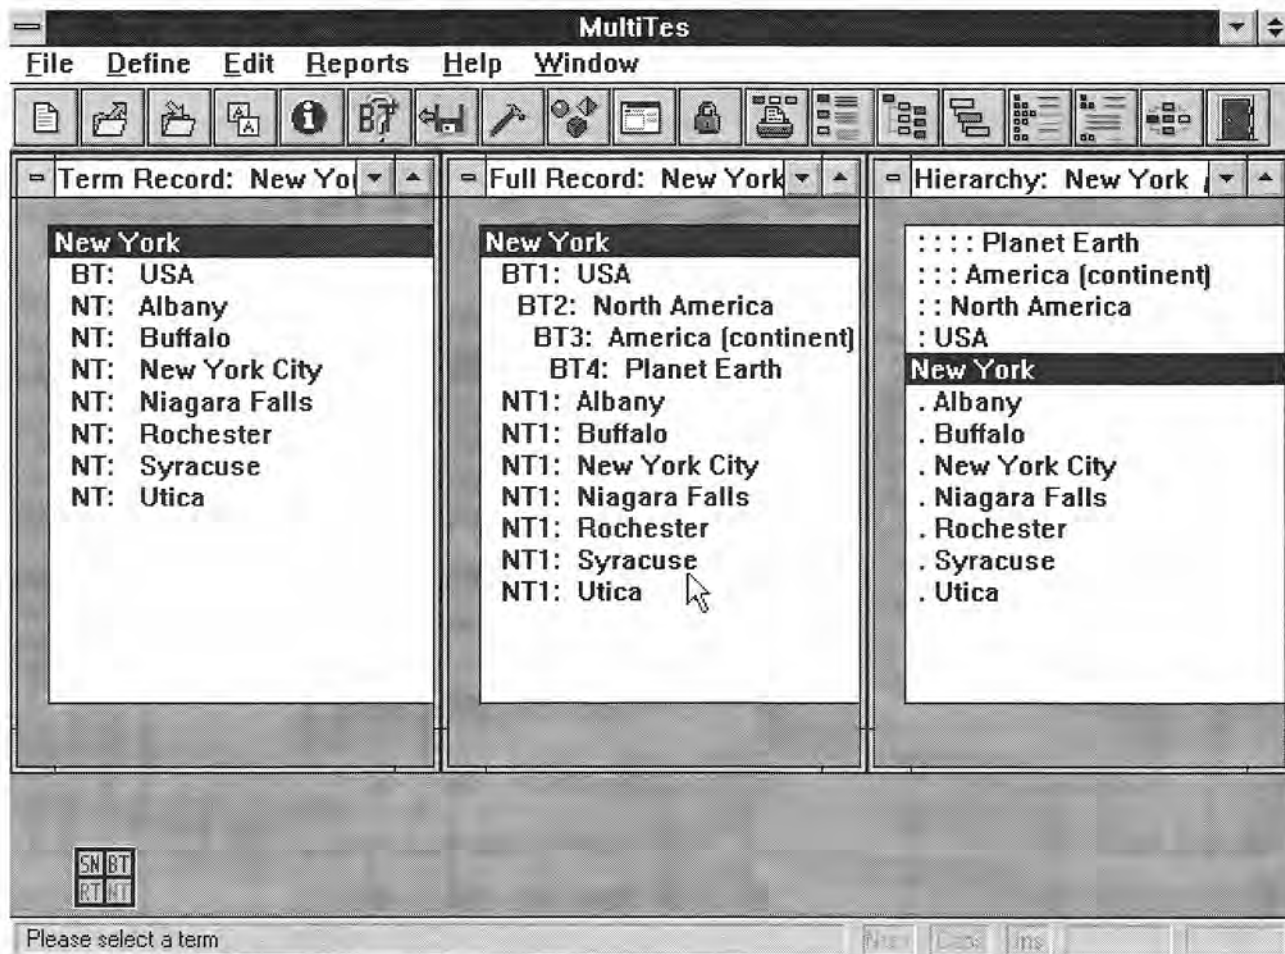 MultiTes
File Define Edit Reports Help Window
A A
i
BT
Term Record: New Yo
New York
BT: USA
NT: Albany
NT: Buffalo
NT: New York City
NT: Niagara Falls
NT: Rochester
NT: Syracuse
NT: Utica
Full Record: New York
New York
BT1: USA
BT2: North America
BT3: America (continent)
BT4: Planet Earth
NT1: Albany
NT1: Buffalo
NT1: New York City
NT1: Niagara Falls
NT1: Rochester
NT1: Syracuse
NT1: Utica
Hierarchy: New York
: : : : Planet Earth
: : : America (continent)
: : North America
: USA
New York
. Albany
. Buffalo
. New York City
. Niagara Falls
. Rochester
. Syracuse
. Utica
SN BT
RT NT
Please select a term
Num Caps Ins